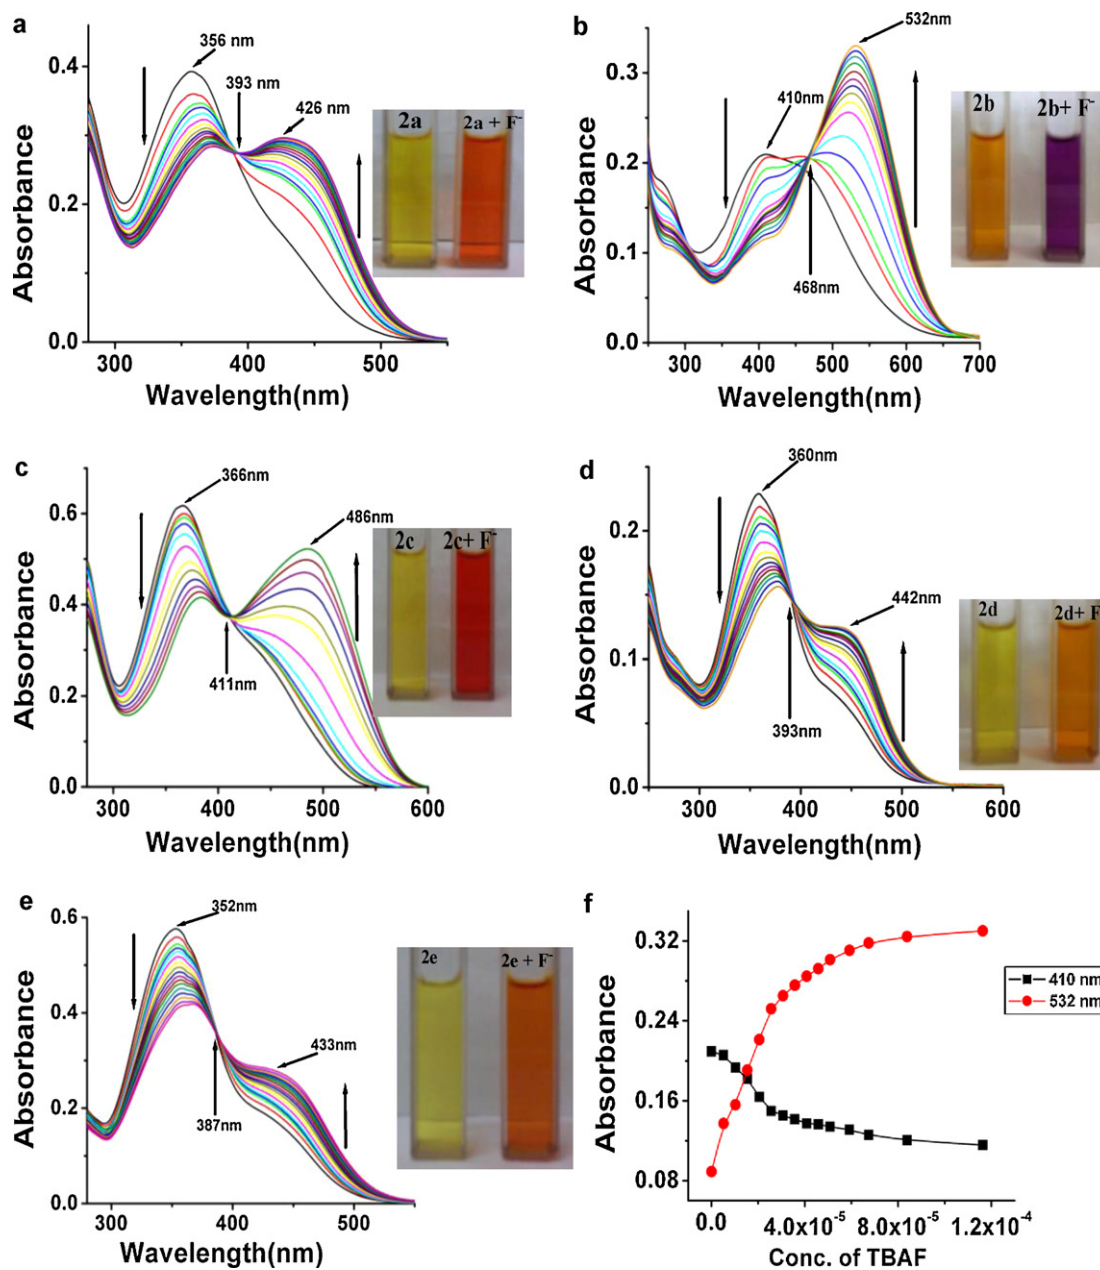 a
356 nm
393 nm
426 nm
2a
2a + F⁻
0.4
0.2
0.0
Absorbance
300
400
500
Wavelength(nm)
b
532nm
410nm
468nm
2b
2b+ F⁻
0.3
0.2
0.1
0.0
Absorbance
300
400
500
600
700
Wavelength(nm)
c
366nm
486nm
411nm
2c
2c+ F⁻
0.6
0.4
0.2
0.0
Absorbance
300
400
500
600
Wavelength(nm)
d
360nm
442nm
393nm
2d
2d+ F
0.2
0.1
0.0
Absorbance
300
400
500
600
Wavelength(nm)
e
352nm
433nm
387nm
2e
2e + F⁻
0.6
0.4
0.2
0.0
Absorbance
300
400
500
Wavelength(nm)
f
410 nm
532 nm
0.32
0.24
0.16
0.08
Absorbance
0.0
4.0x10⁻⁵
8.0x10⁻⁵
1.2x10⁻⁴
Conc. of TBAF